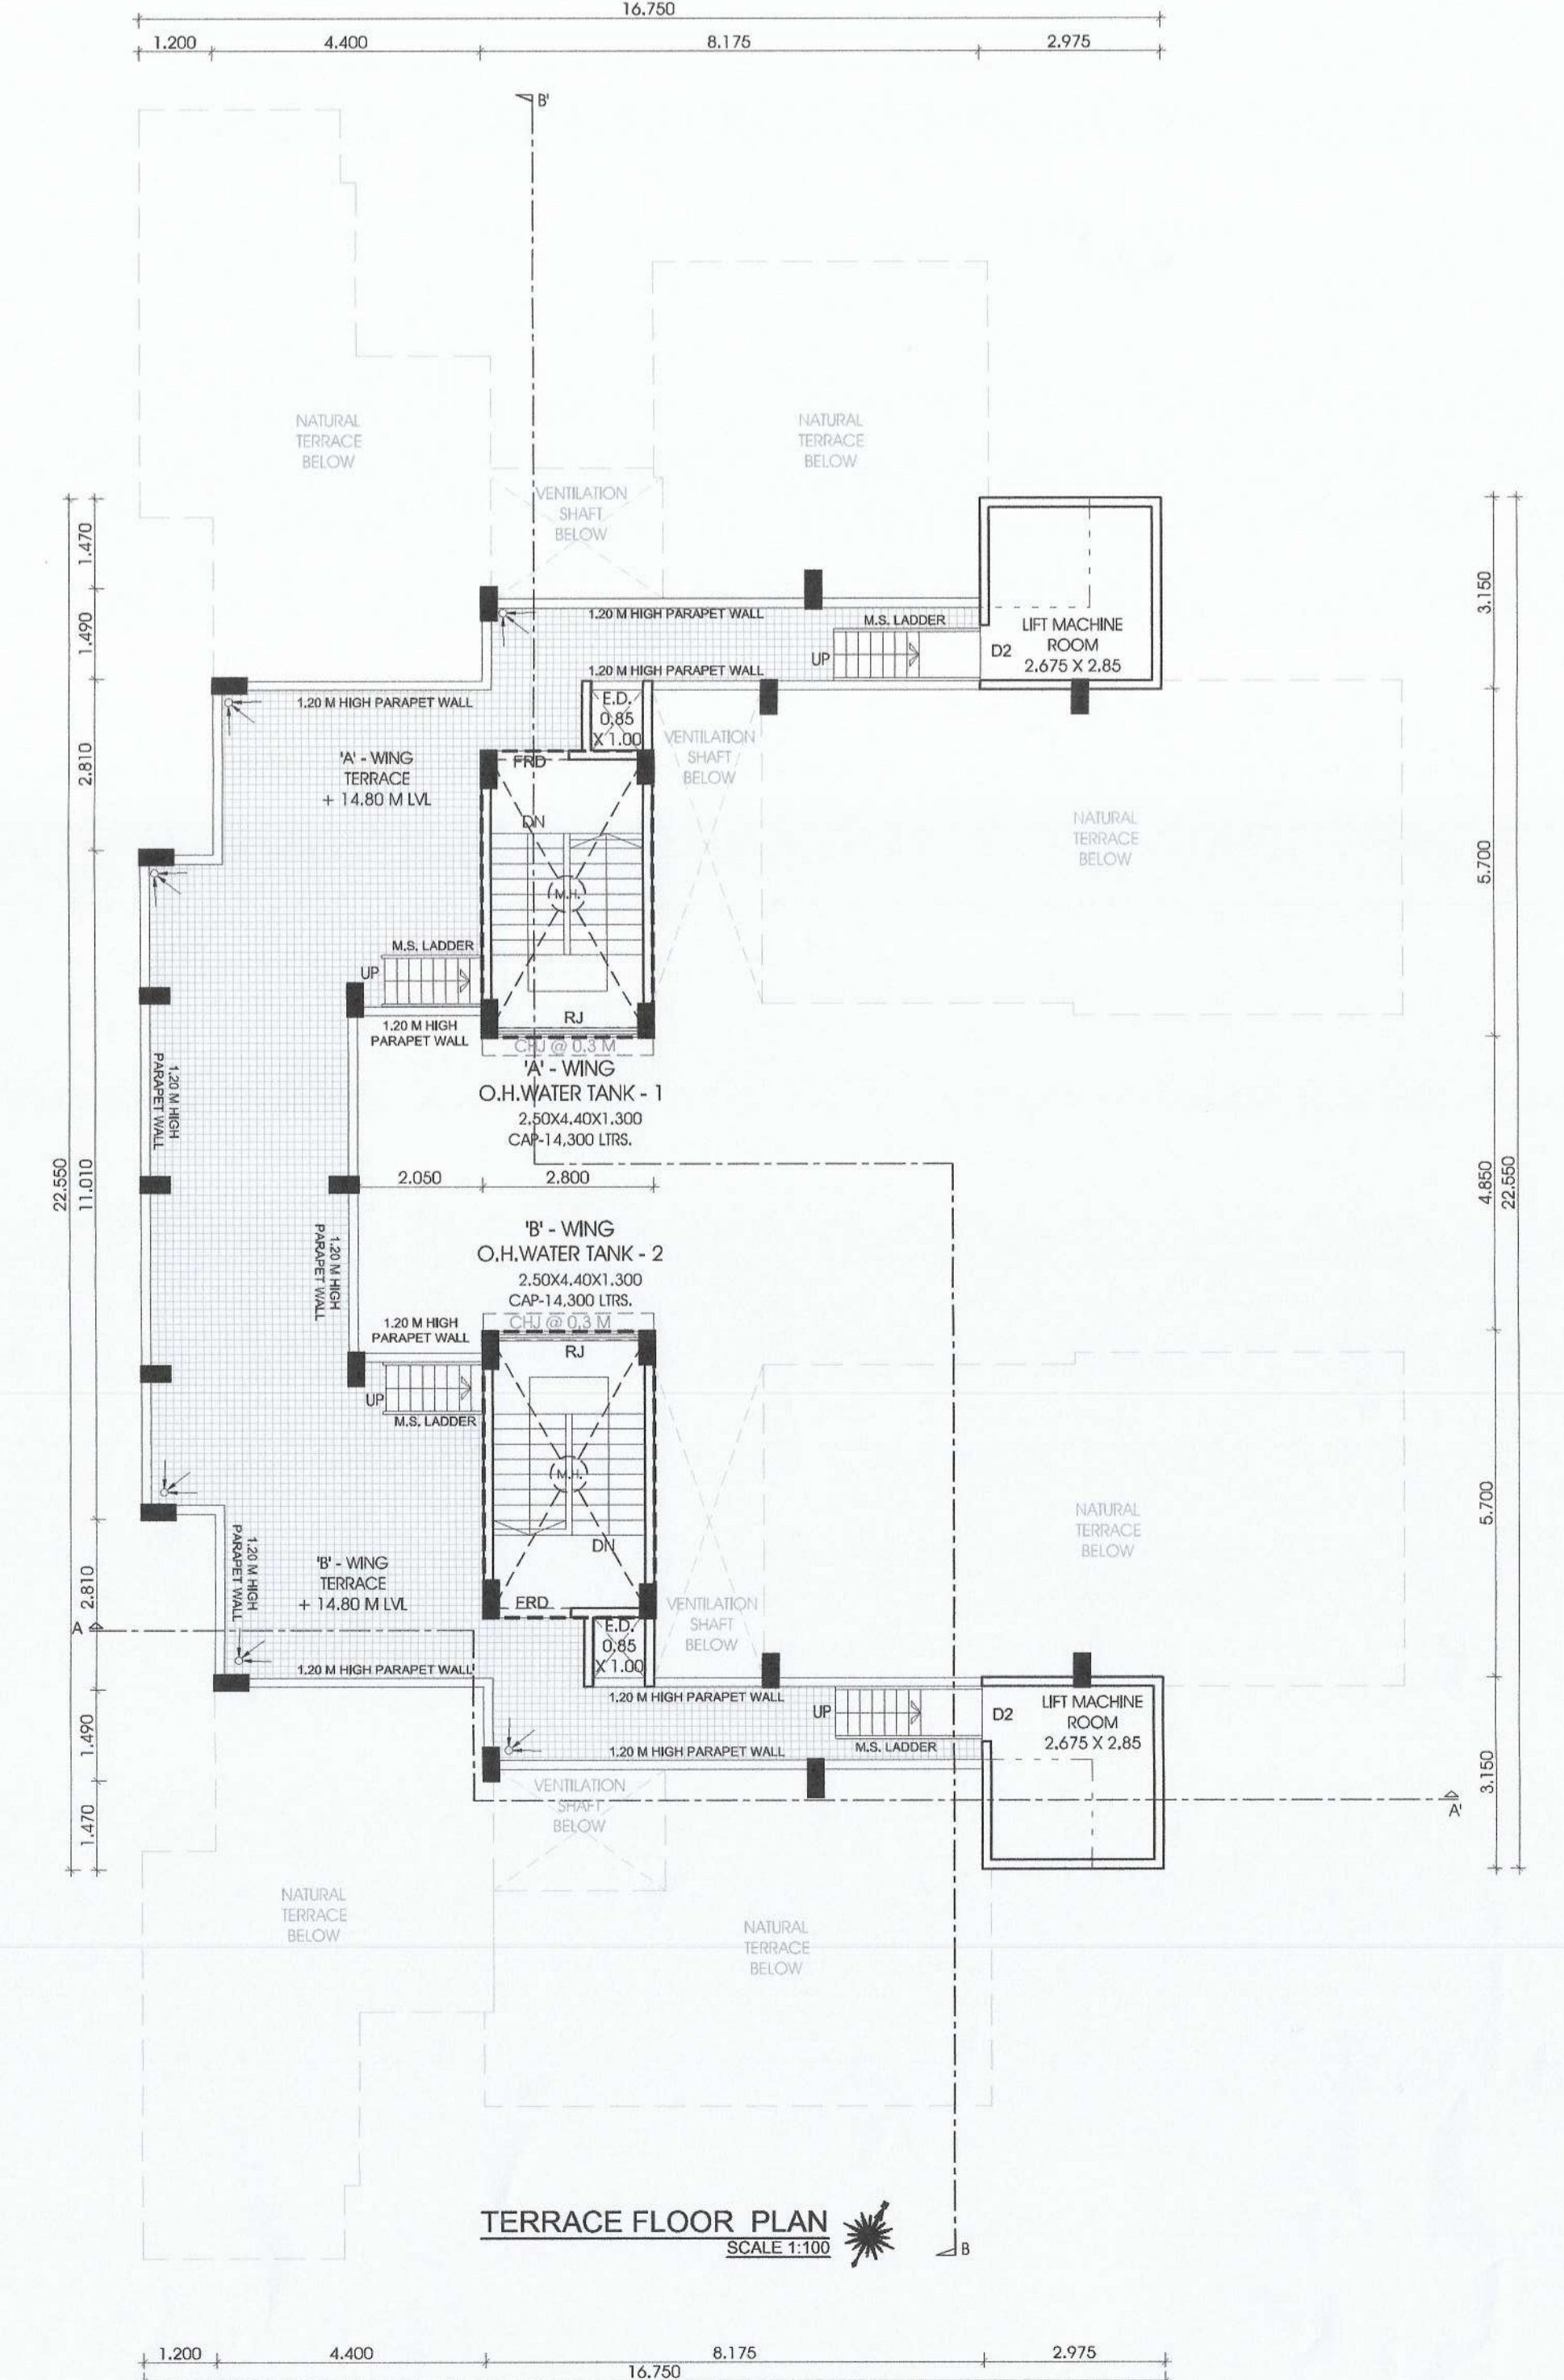 16.750
1.200 4.400 8.175 2.975
B'
NATURAL
TERRACE
BELOW
NATURAL
TERRACE
BELOW
VENTILATION
SHAFT
BELOW
1.470
1.490
2.810
11.010
22.550
2.810
1.490
1.470
3.150
5.700
4.850
22.550
5.700
3.150
1.20 M HIGH PARAPET WALL
M.S. LADDER
UP
1.20 M HIGH PARAPET WALL
D2
LIFT MACHINE
ROOM
2.675 X 2.85
1.20 M HIGH PARAPET WALL
E.D.
0.85
X 1.00
'A' - WING
TERRACE
+ 14.80 M LVL
FRD
VENTILATION
SHAFT
BELOW
DN
NATURAL
TERRACE
BELOW
M.H.
M.S. LADDER
UP
RJ
1.20 M HIGH
PARAPET WALL
CHJ @ 0.3 M
1.20 M HIGH
PARAPET WALL
'A' - WING
O.H.WATER TANK - 1
2.50X4.40X1.300
CAP-14,300 LTRS.
2.050 2.800
'B' - WING
O.H.WATER TANK - 2
2.50X4.40X1.300
CAP-14,300 LTRS.
1.20 M HIGH
PARAPET WALL
CHJ @ 0.3 M
1.20 M HIGH
PARAPET WALL
RJ
UP
M.S. LADDER
M.H.
NATURAL
TERRACE
BELOW
DN
1.20 M HIGH
PARAPET WALL
'B' - WING
TERRACE
+ 14.80 M LVL
FRD
VENTILATION
SHAFT
BELOW
E.D.
0.85
X 1.00
A
1.20 M HIGH PARAPET WALL
1.20 M HIGH PARAPET WALL
UP
D2
LIFT MACHINE
ROOM
2.675 X 2.85
1.20 M HIGH PARAPET WALL
M.S. LADDER
VENTILATION
SHAFT
BELOW
A'
NATURAL
TERRACE
BELOW
NATURAL
TERRACE
BELOW
TERRACE FLOOR PLAN
SCALE 1:100
B
1.200 4.400 8.175 2.975
16.750